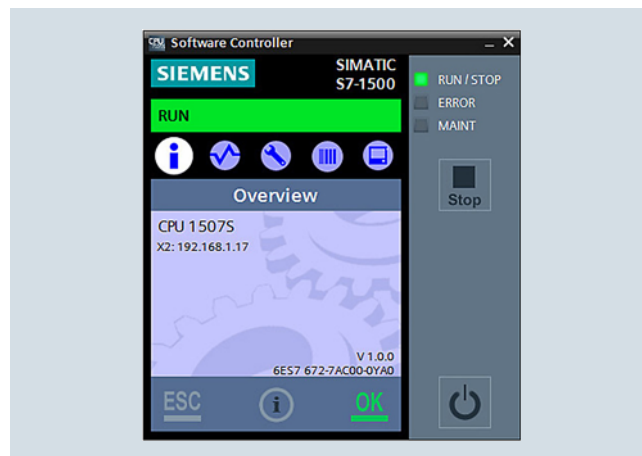 Software Controller
SIEMENS
SIMATIC
S7-1500
RUN
RUN / STOP
ERROR
MAINT
Stop
Overview
CPU 1507S
X2: 192.168.1.17
V 1.0.0
6ES7 672-7AC00-0YA0
ESC
i
OK